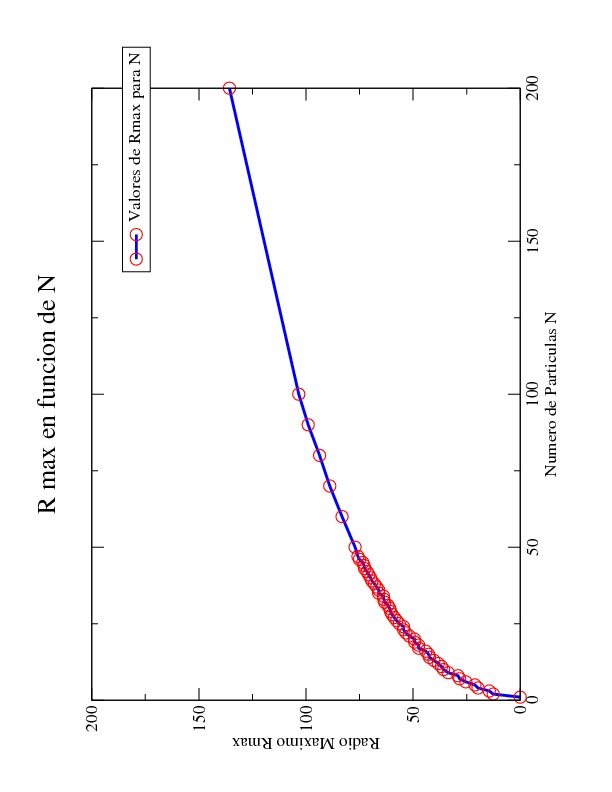 R max en funcion de N
Valores de Rmax para N
200
150
100
50
0
Radio Maximo Rmax
0
50
100
150
200
Numero de Particulas N